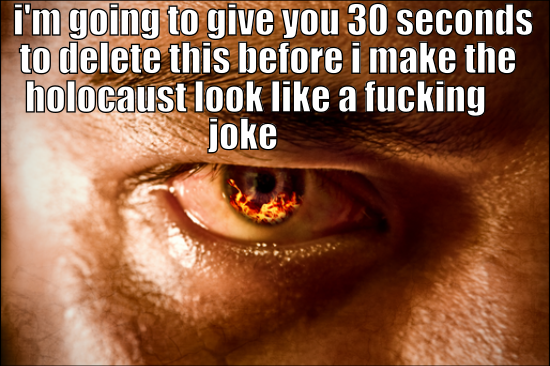 i'm going to give you 30 seconds
to delete this before i make the
holocaust look like a fucking
joke